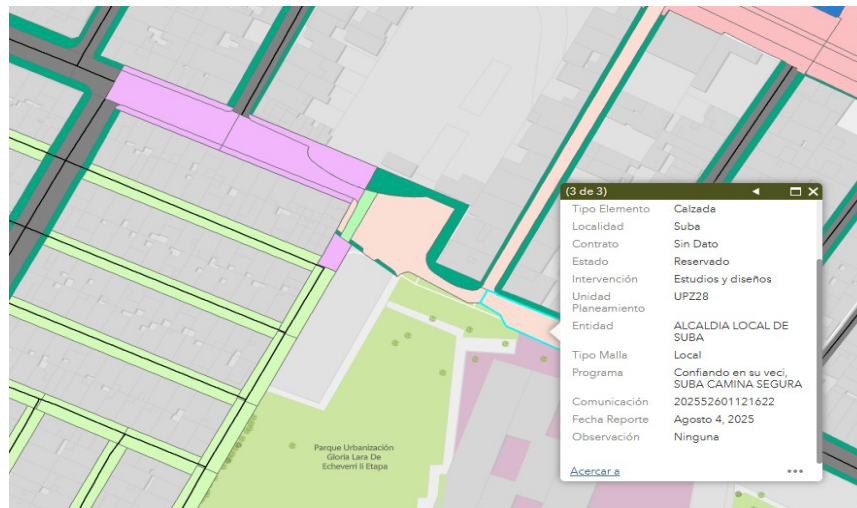 (3 de 3)
Tipo Elemento Calzada
Localidad Suba
Contrato Sin Dato
Estado Reservado
Intervención Estudios y diseños
Unidad Planeamiento UPZ28
Entidad ALCALDIA LOCAL DE SUBA
Tipo Malla Local
Programa Confiando en su veci, SUBA CAMINA SEGURA
Comunicación 202552601121622
Fecha Reporte Agosto 4, 2025
Observación Ninguna
Acercar a
Parque Urbanización
Gloria Lara De
Echeverri Ii Etapa